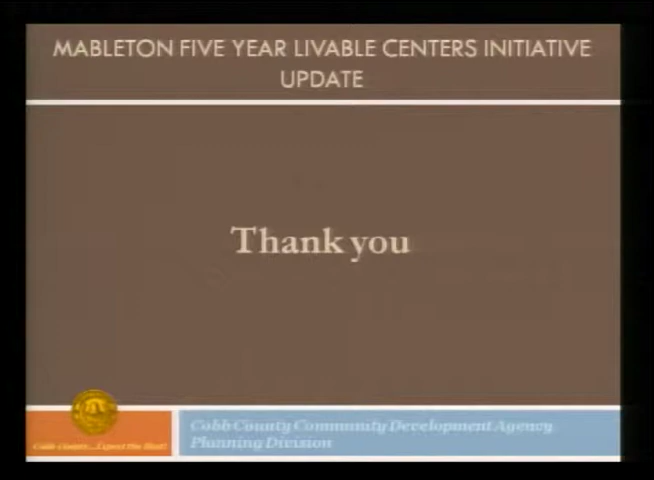 MABLETON FIVE YEAR LIVABLE CENTERS INITIATIVE
UPDATE
Thank you
Cobb County...Expect the Best!
Cobb County Community Development Agency
Planning Division